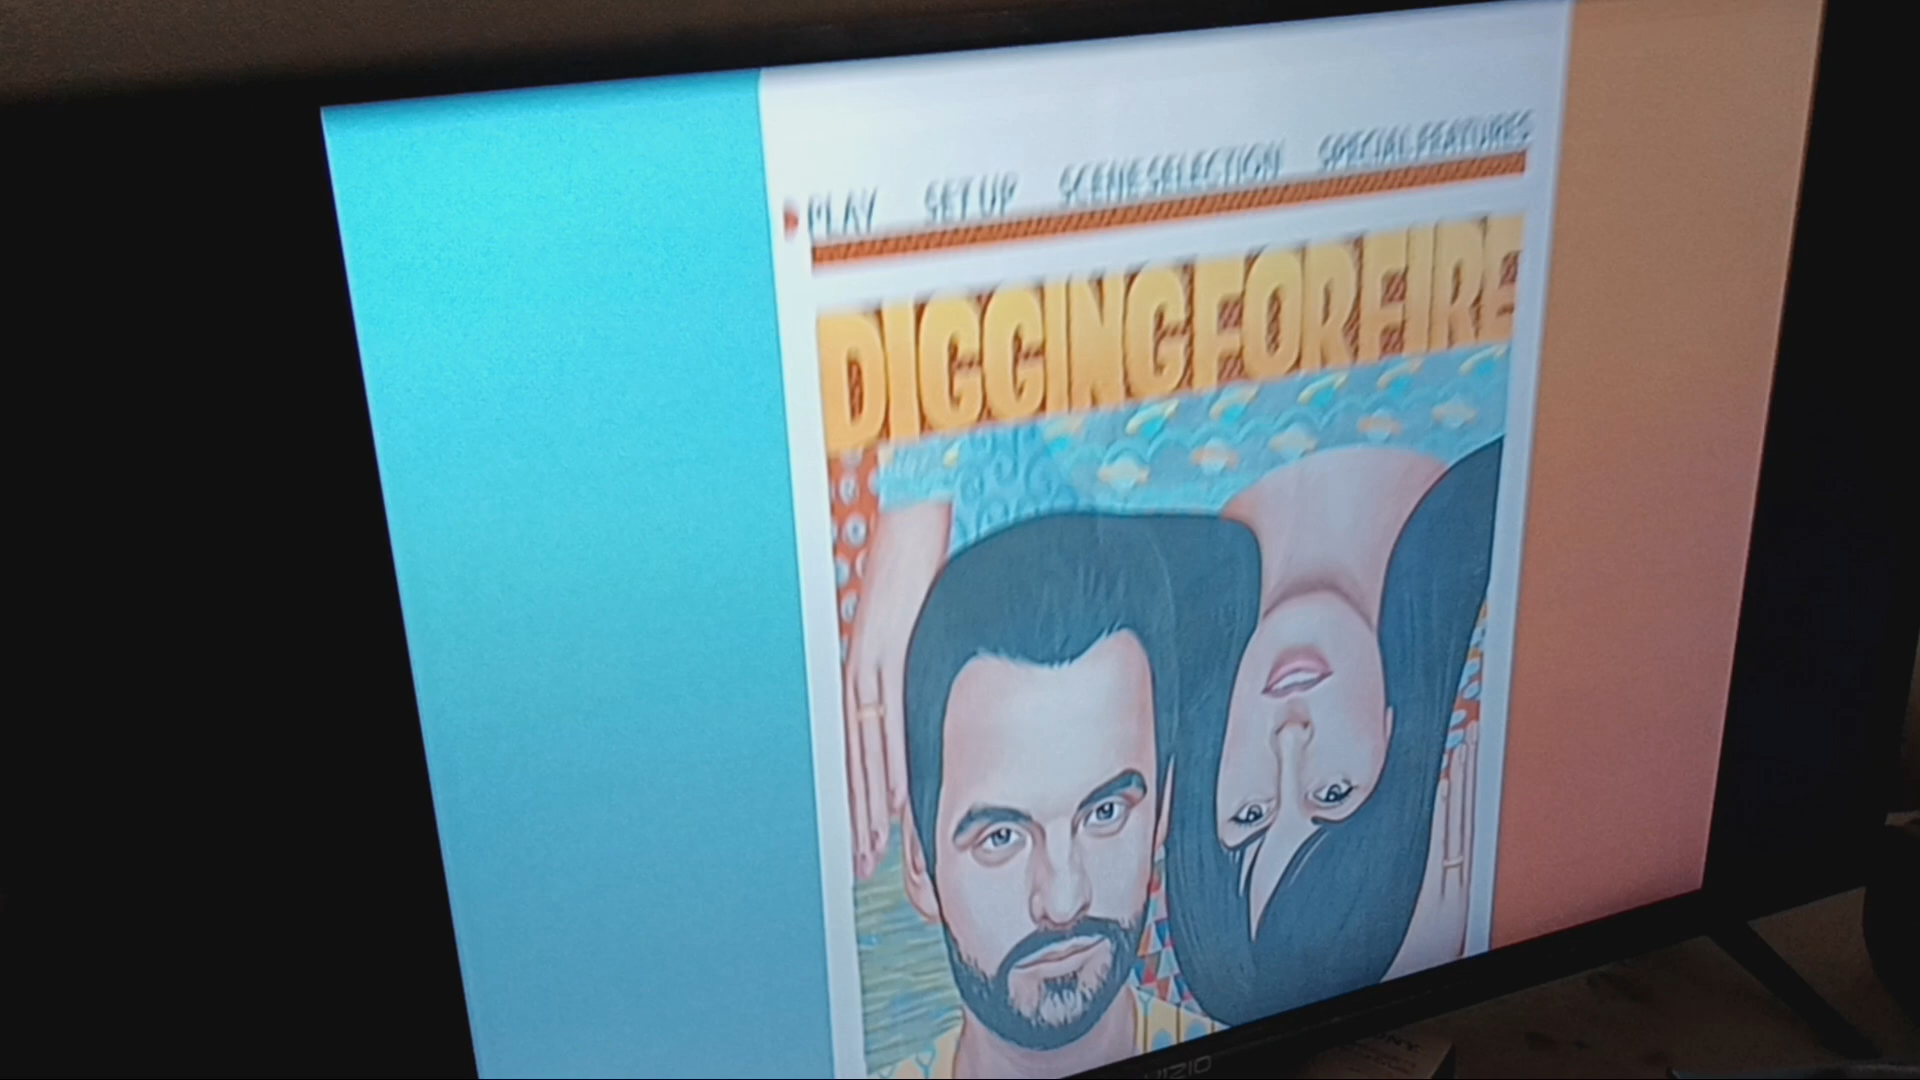 PLAY SET UP SCENE SELECTION SPECIAL FEATURES
DIGGING FOR FIRE
VIZIO